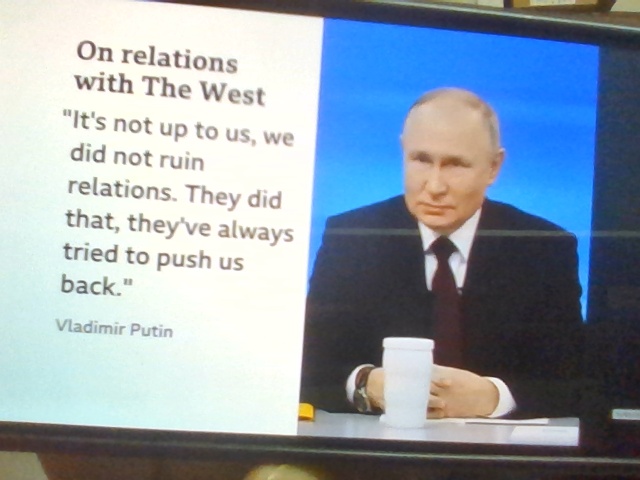 On relations
with The West
"It's not up to us, we
did not ruin
relations. They did
that, they've always
tried to push us
back."
Vladimir Putin